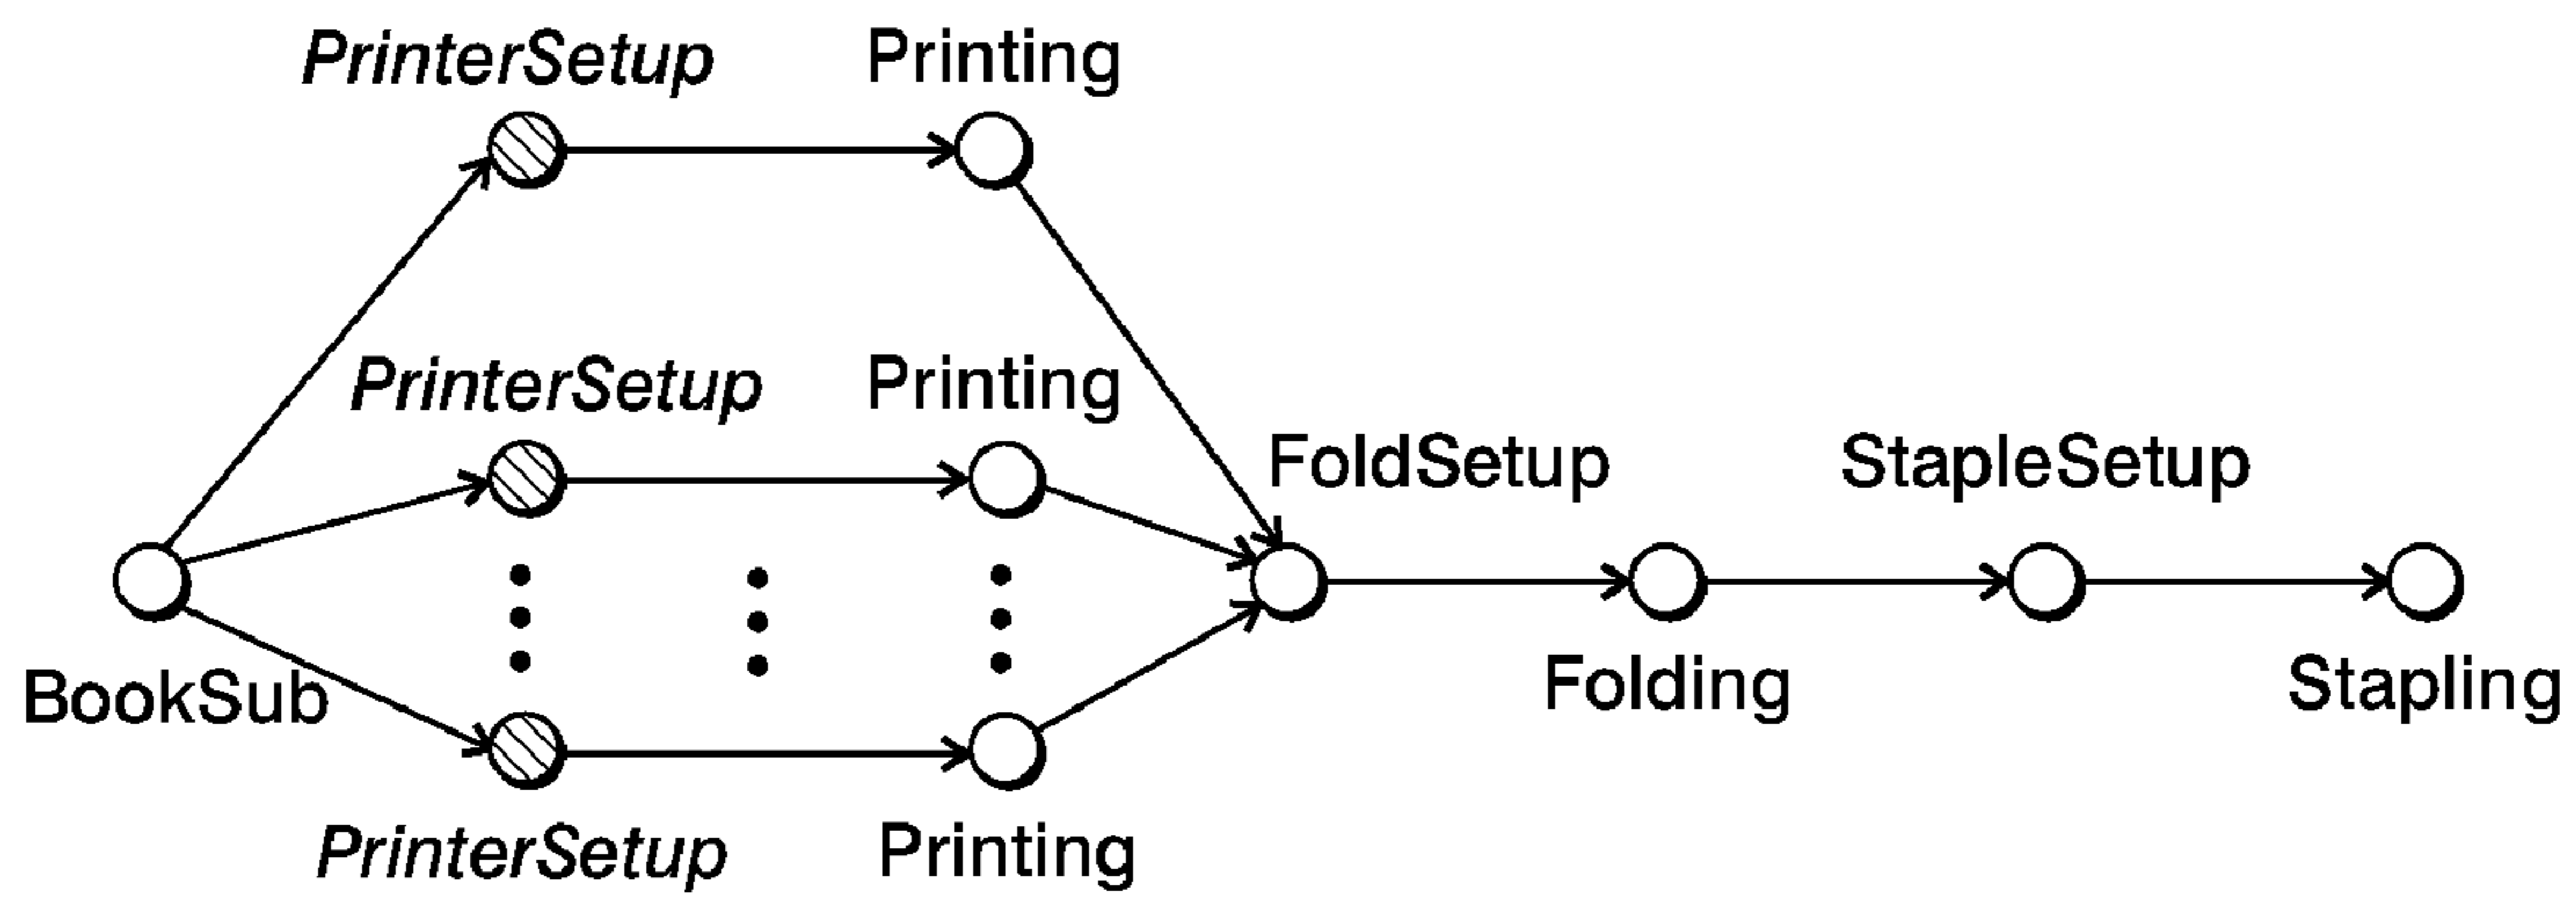 PrinterSetup
Printing
PrinterSetup
Printing
FoldSetup
StapleSetup
BookSub
Folding
Stapling
PrinterSetup
Printing